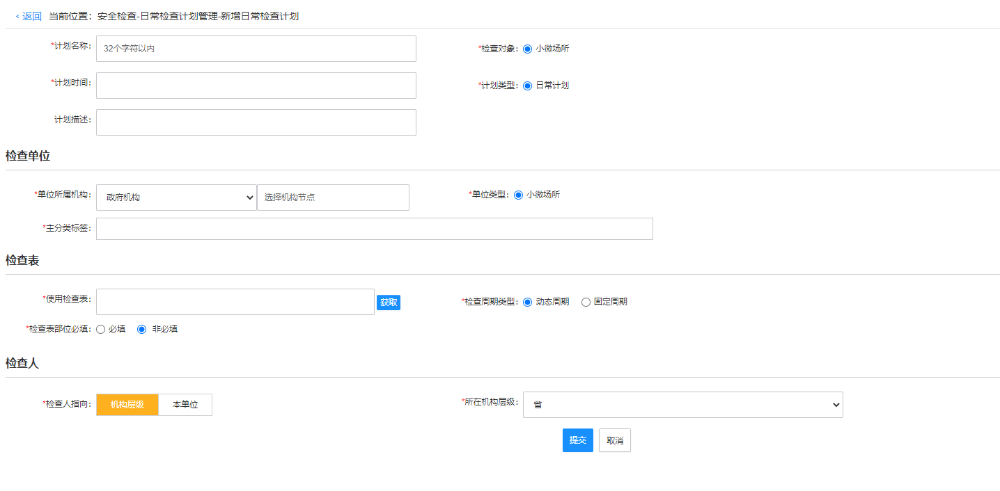 < 返回 当前位置：安全检查-日常检查计划管理-新增日常检查计划
*计划名称： 32个字符以内 *检查对象： 小微场所
*计划时间： *计划类型： 日常计划
计划描述：
检查单位
*单位所属机构： 政府机构 选择机构节点 *单位类型： 小微场所
*主分类标签：
检查表
*使用检查表： 获取 *检查周期类型： 动态周期 固定周期
*检查表部位必填： 必填 非必填
检查人
*检查人指向： 机构层级 本单位 *所在机构层级： 省
提交 取消